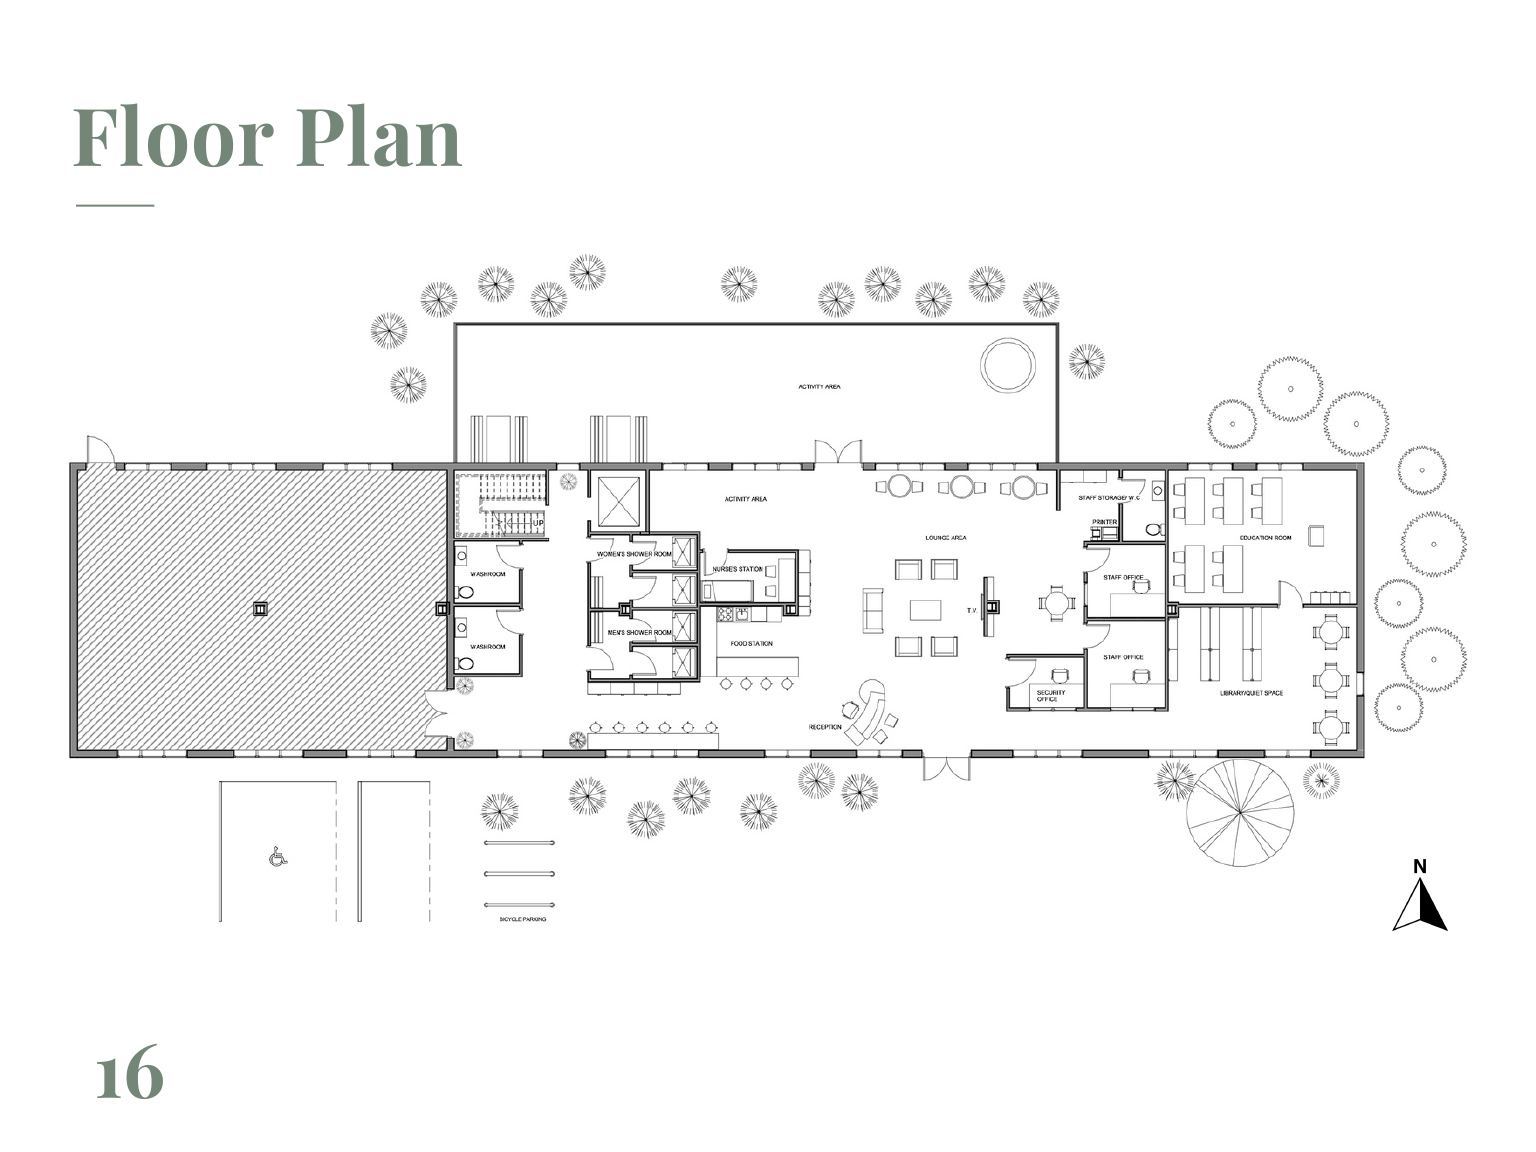 Floor Plan
ACTIVITY AREA
UP
ACTIVITY AREA
STAFF STORAGE/ W.C
PRINTER
LOUNGE AREA
EDUCATION ROOM
WOMEN'S SHOWER ROOM
WASHROOM
NURSE'S STATION
STAFF OFFICE
T.V.
MEN'S SHOWER ROOM
WASHROOM
FOOD STATION
STAFF OFFICE
SECURITY
OFFICE
LIBRARY/QUIET SPACE
RECEPTION
BICYCLE PARKING
N
16